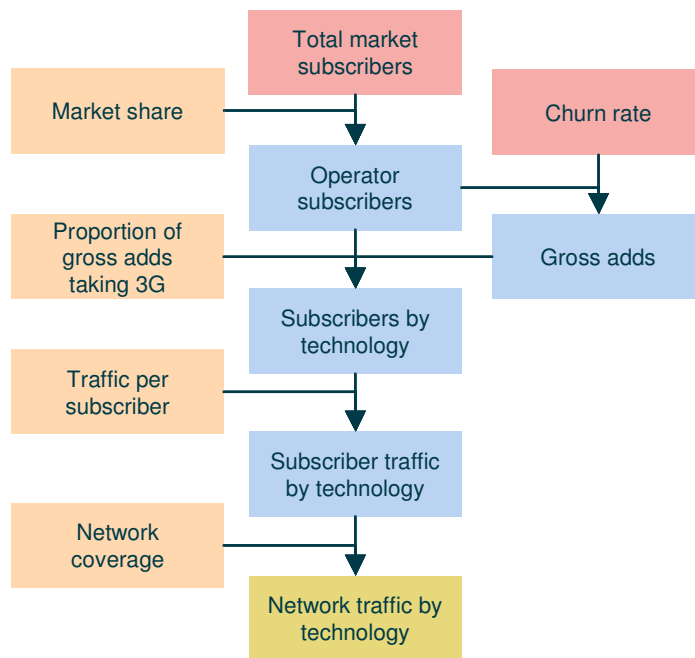 Total market
subscribers
Market share
Churn rate
Operator
subscribers
Proportion of
gross adds
taking 3G
Gross adds
Subscribers by
technology
Traffic per
subscriber
Subscriber traffic
by technology
Network
coverage
Network traffic by
technology